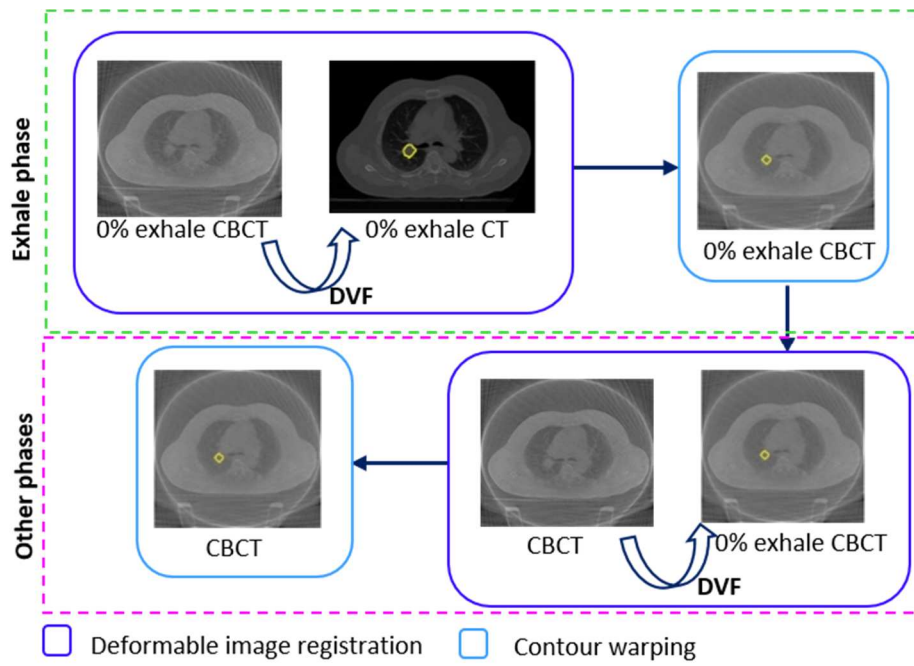 Exhale phase
0% exhale CBCT
0% exhale CT
DVF
0% exhale CBCT
Other phases
CBCT
CBCT
0% exhale CBCT
DVF
Deformable image registration
Contour warping